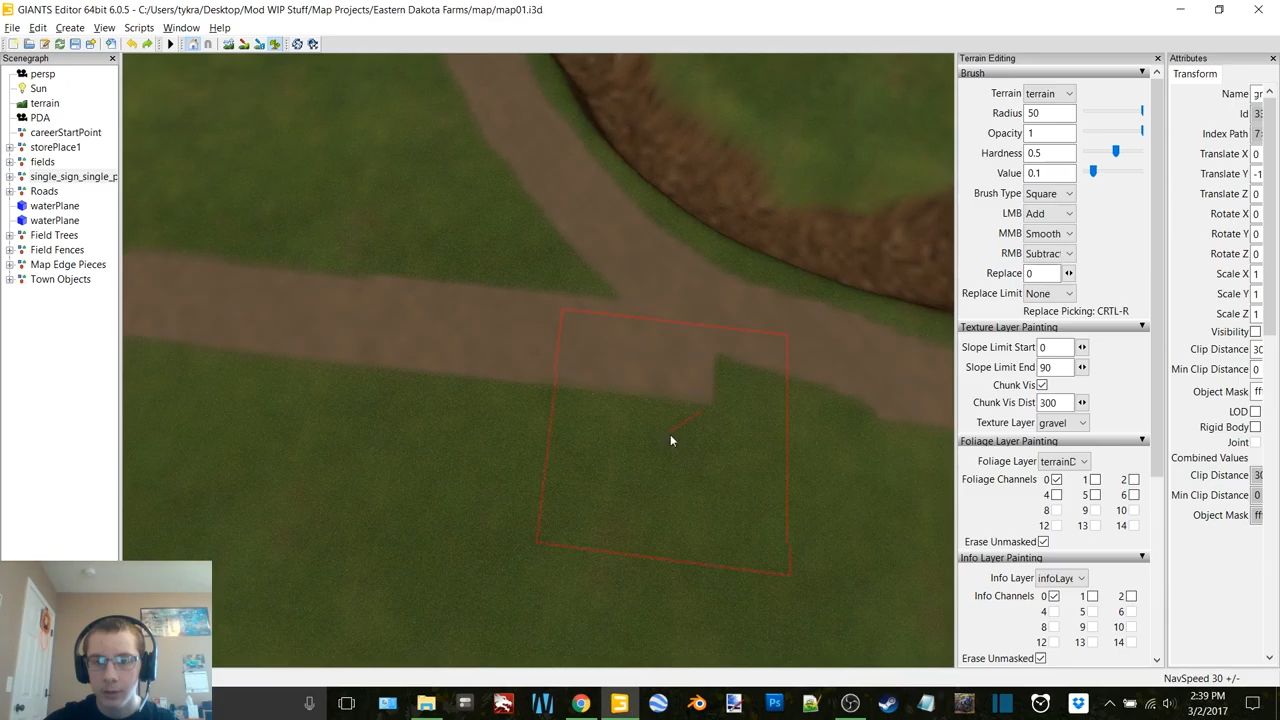 GIANTS Editor 64bit 6.0.5 - C:/Users/tykra/Desktop/Mod WIP Stuff/Map Projects/Eastern Dakota Farms/map/map01.i3d
File Edit Create View Scripts Window Help
Scenegraph
persp
Sun
terrain
PDA
careerStartPoint
storePlace1
fields
single_sign_single_p
Roads
waterPlane
waterPlane
Field Trees
Field Fences
Map Edge Pieces
Town Objects
Terrain Editing
Brush
Terrain terrain
Radius 50
Opacity 1
Hardness 0.5
Value 0.1
Brush Type Square
LMB Add
MMB Smooth
RMB Subtrac
Replace 0
Replace Limit None
Replace Picking: CRTL-R
Texture Layer Painting
Slope Limit Start 0
Slope Limit End 90
Chunk Vis
Chunk Vis Dist 300
Texture Layer gravel
Foliage Layer Painting
Foliage Layer terrainD
Foliage Channels 0 1 2
4 5 6
8 9 10
12 13 14
Erase Unmasked
Info Layer Painting
Info Layer infoLaye
Info Channels 0 1 2
4 5 6
8 9 10
12 13 14
Erase Unmasked
Attributes
Transform
Name gr
Id 3
Index Path 7:
Translate X 0
Translate Y -1
Translate Z 0
Rotate X 0
Rotate Y 0
Rotate Z 0
Scale X 1
Scale Y 1
Scale Z 1
Visibility
Clip Distance 30
Min Clip Distance 0
Object Mask ff
LOD
Rigid Body
Joint
Combined Values
Clip Distance 30
Min Clip Distance 0
Object Mask ff
NavSpeed 30 +/-
2:39 PM
3/2/2017